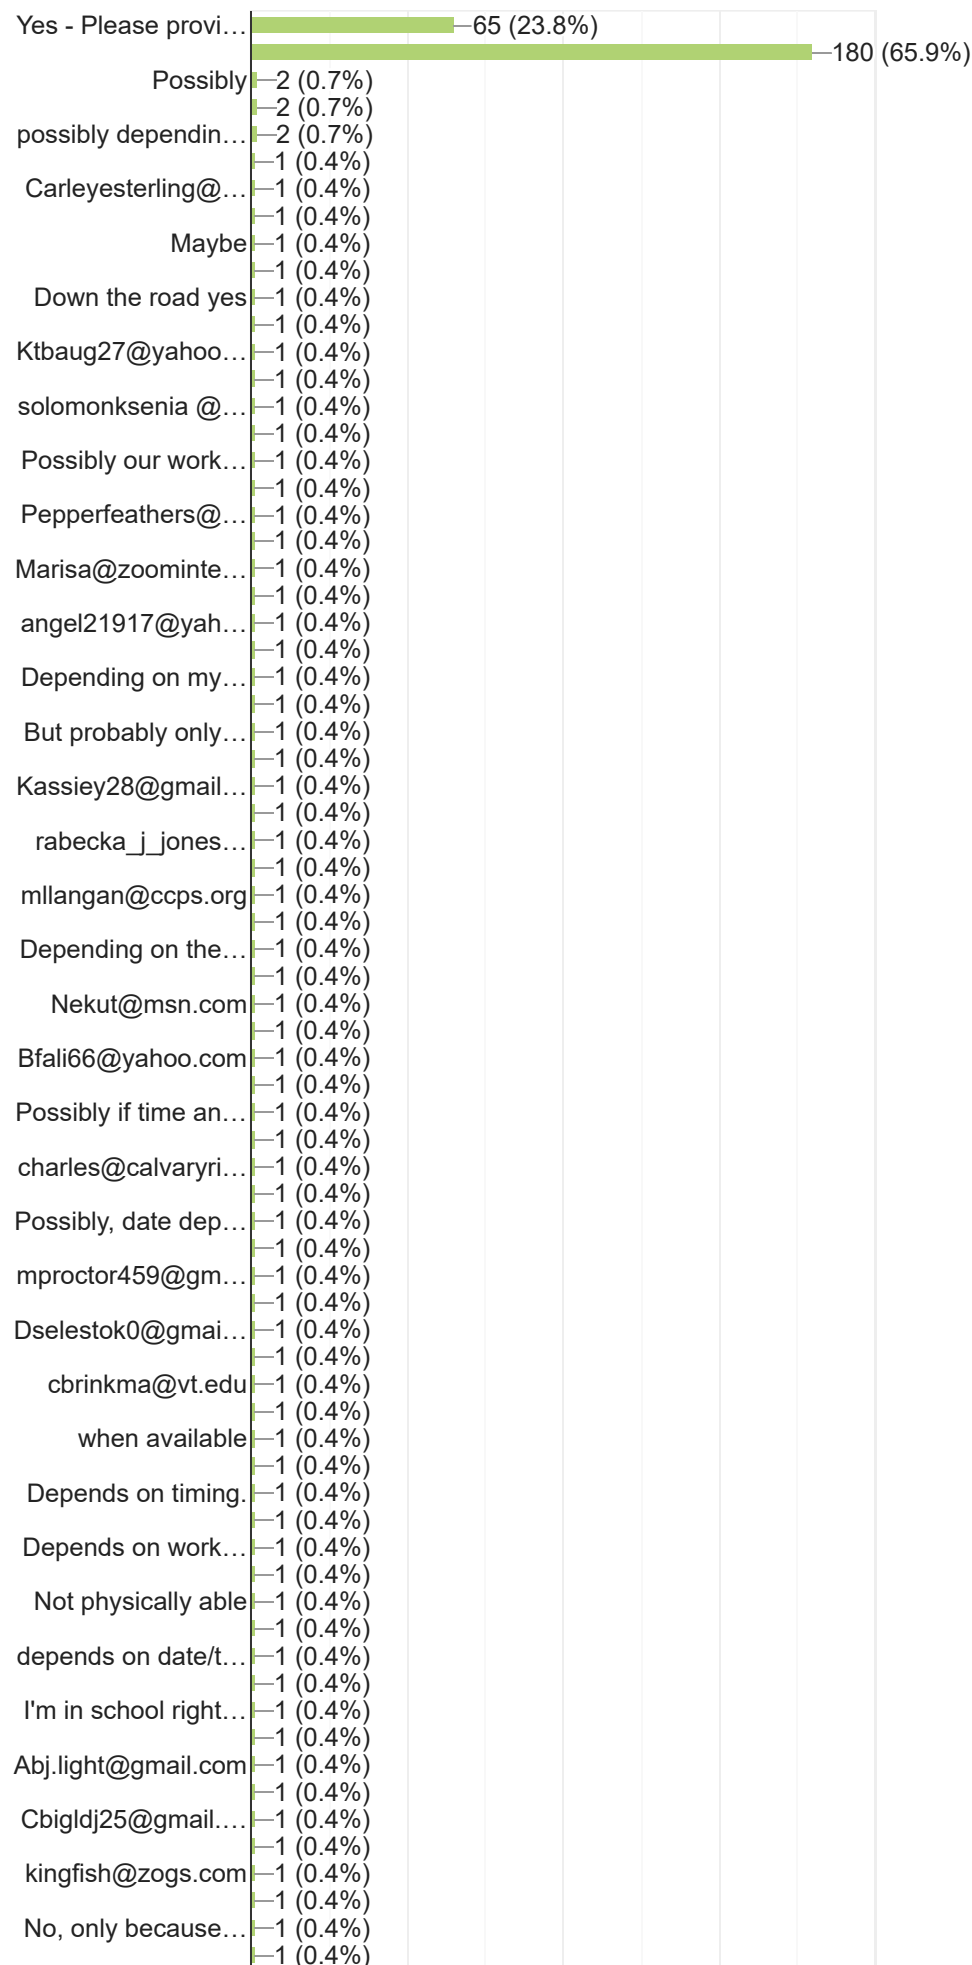 Yes - Please provi… 65 (23.8%)
180 (65.9%)
Possibly 2 (0.7%)
2 (0.7%)
possibly dependin… 2 (0.7%)
1 (0.4%)
Carleyesterling@… 1 (0.4%)
1 (0.4%)
Maybe 1 (0.4%)
1 (0.4%)
Down the road yes 1 (0.4%)
1 (0.4%)
Ktbaug27@yahoo… 1 (0.4%)
1 (0.4%)
solomonksenia @… 1 (0.4%)
1 (0.4%)
Possibly our work… 1 (0.4%)
1 (0.4%)
Pepperfeathers@… 1 (0.4%)
1 (0.4%)
Marisa@zoominte… 1 (0.4%)
1 (0.4%)
angel21917@yah… 1 (0.4%)
1 (0.4%)
Depending on my… 1 (0.4%)
1 (0.4%)
But probably only… 1 (0.4%)
1 (0.4%)
Kassiey28@gmail… 1 (0.4%)
1 (0.4%)
rabecka_j_jones… 1 (0.4%)
1 (0.4%)
mllangan@ccps.org 1 (0.4%)
1 (0.4%)
Depending on the… 1 (0.4%)
1 (0.4%)
Nekut@msn.com 1 (0.4%)
1 (0.4%)
Bfali66@yahoo.com 1 (0.4%)
1 (0.4%)
Possibly if time an… 1 (0.4%)
1 (0.4%)
charles@calvaryri… 1 (0.4%)
1 (0.4%)
Possibly, date dep… 1 (0.4%)
1 (0.4%)
mproctor459@gm… 1 (0.4%)
1 (0.4%)
Dselestok0@gmai… 1 (0.4%)
1 (0.4%)
cbrinkma@vt.edu 1 (0.4%)
1 (0.4%)
when available 1 (0.4%)
1 (0.4%)
Depends on timing. 1 (0.4%)
1 (0.4%)
Depends on work… 1 (0.4%)
1 (0.4%)
Not physically able 1 (0.4%)
1 (0.4%)
depends on date/t… 1 (0.4%)
1 (0.4%)
I'm in school right… 1 (0.4%)
1 (0.4%)
Abj.light@gmail.com 1 (0.4%)
1 (0.4%)
Cbigldj25@gmail.… 1 (0.4%)
1 (0.4%)
kingfish@zogs.com 1 (0.4%)
1 (0.4%)
No, only because… 1 (0.4%)
1 (0.4%)